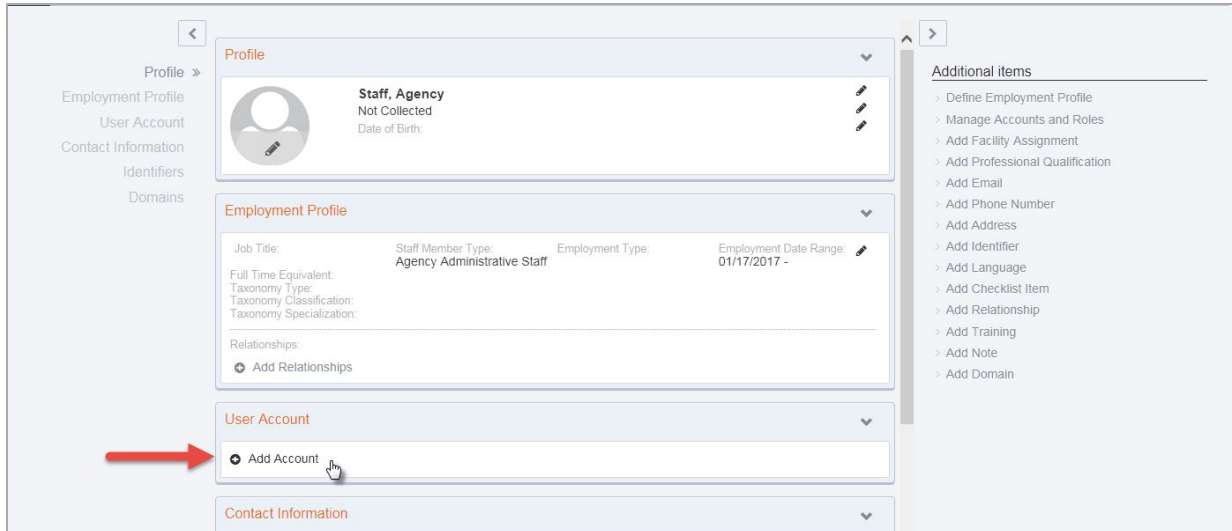 Profile »
Employment Profile
User Account
Contact Information
Identifiers
Domains
Profile
Staff, Agency
Not Collected
Date of Birth:
Employment Profile
Job Title:
Staff Member Type:
Agency Administrative Staff
Employment Type:
Employment Date Range:
01/17/2017 -
Full Time Equivalent:
Taxonomy Type:
Taxonomy Classification:
Taxonomy Specialization:
Relationships:
Add Relationships
User Account
Add Account
Contact Information
Additional items
> Define Employment Profile
> Manage Accounts and Roles
> Add Facility Assignment
> Add Professional Qualification
> Add Email
> Add Phone Number
> Add Address
> Add Identifier
> Add Language
> Add Checklist Item
> Add Relationship
> Add Training
> Add Note
> Add Domain